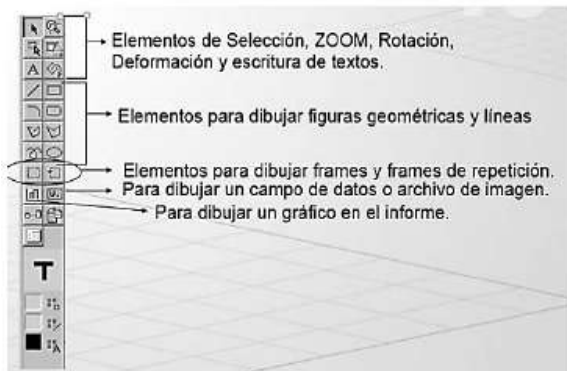 Elementos de Selección, ZOOM, Rotación,
Deformación y escritura de textos.
A
Elementos para dibujar figuras geométricas y líneas
Elementos para dibujar frames y frames de repetición.
Para dibujar un campo de datos o archivo de imagen.
Para dibujar un gráfico en el informe.
T